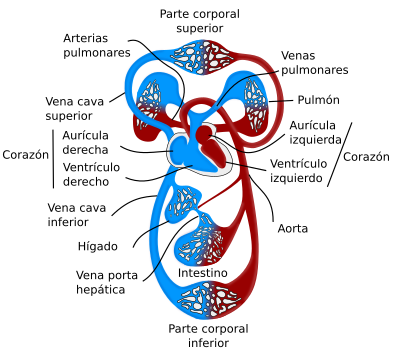 Parte corporal
superior
Arterias
pulmonares
Venas
pulmonares
Pulmón
Vena cava
superior
Aurícula
izquierda
Aurícula
derecha
Corazón
Corazón
Ventrículo
derecho
Ventrículo
izquierdo
Vena cava
inferior
Aorta
Hígado
Vena porta
hepática
Intestino
Parte corporal
inferior